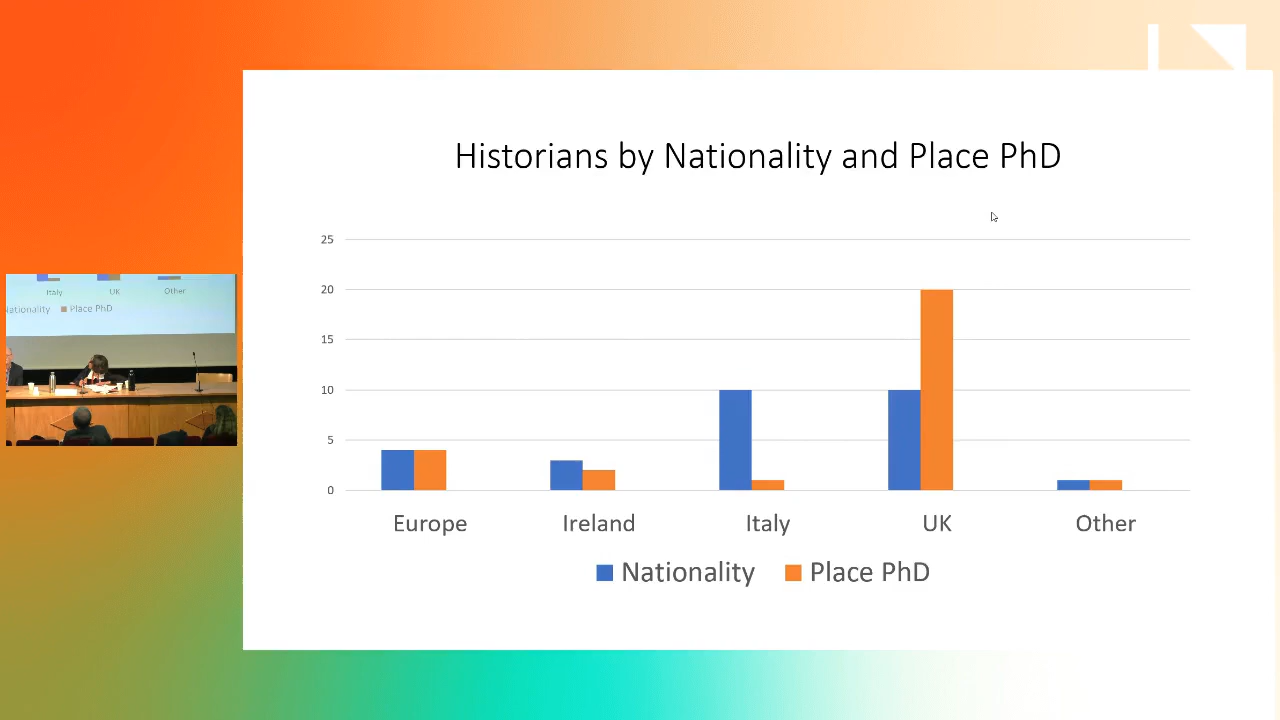 Historians by Nationality and Place PhD
25
20
15
10
5
0
Europe Ireland Italy UK Other
Nationality Place PhD
Italy UK Other
Nationality Place PhD